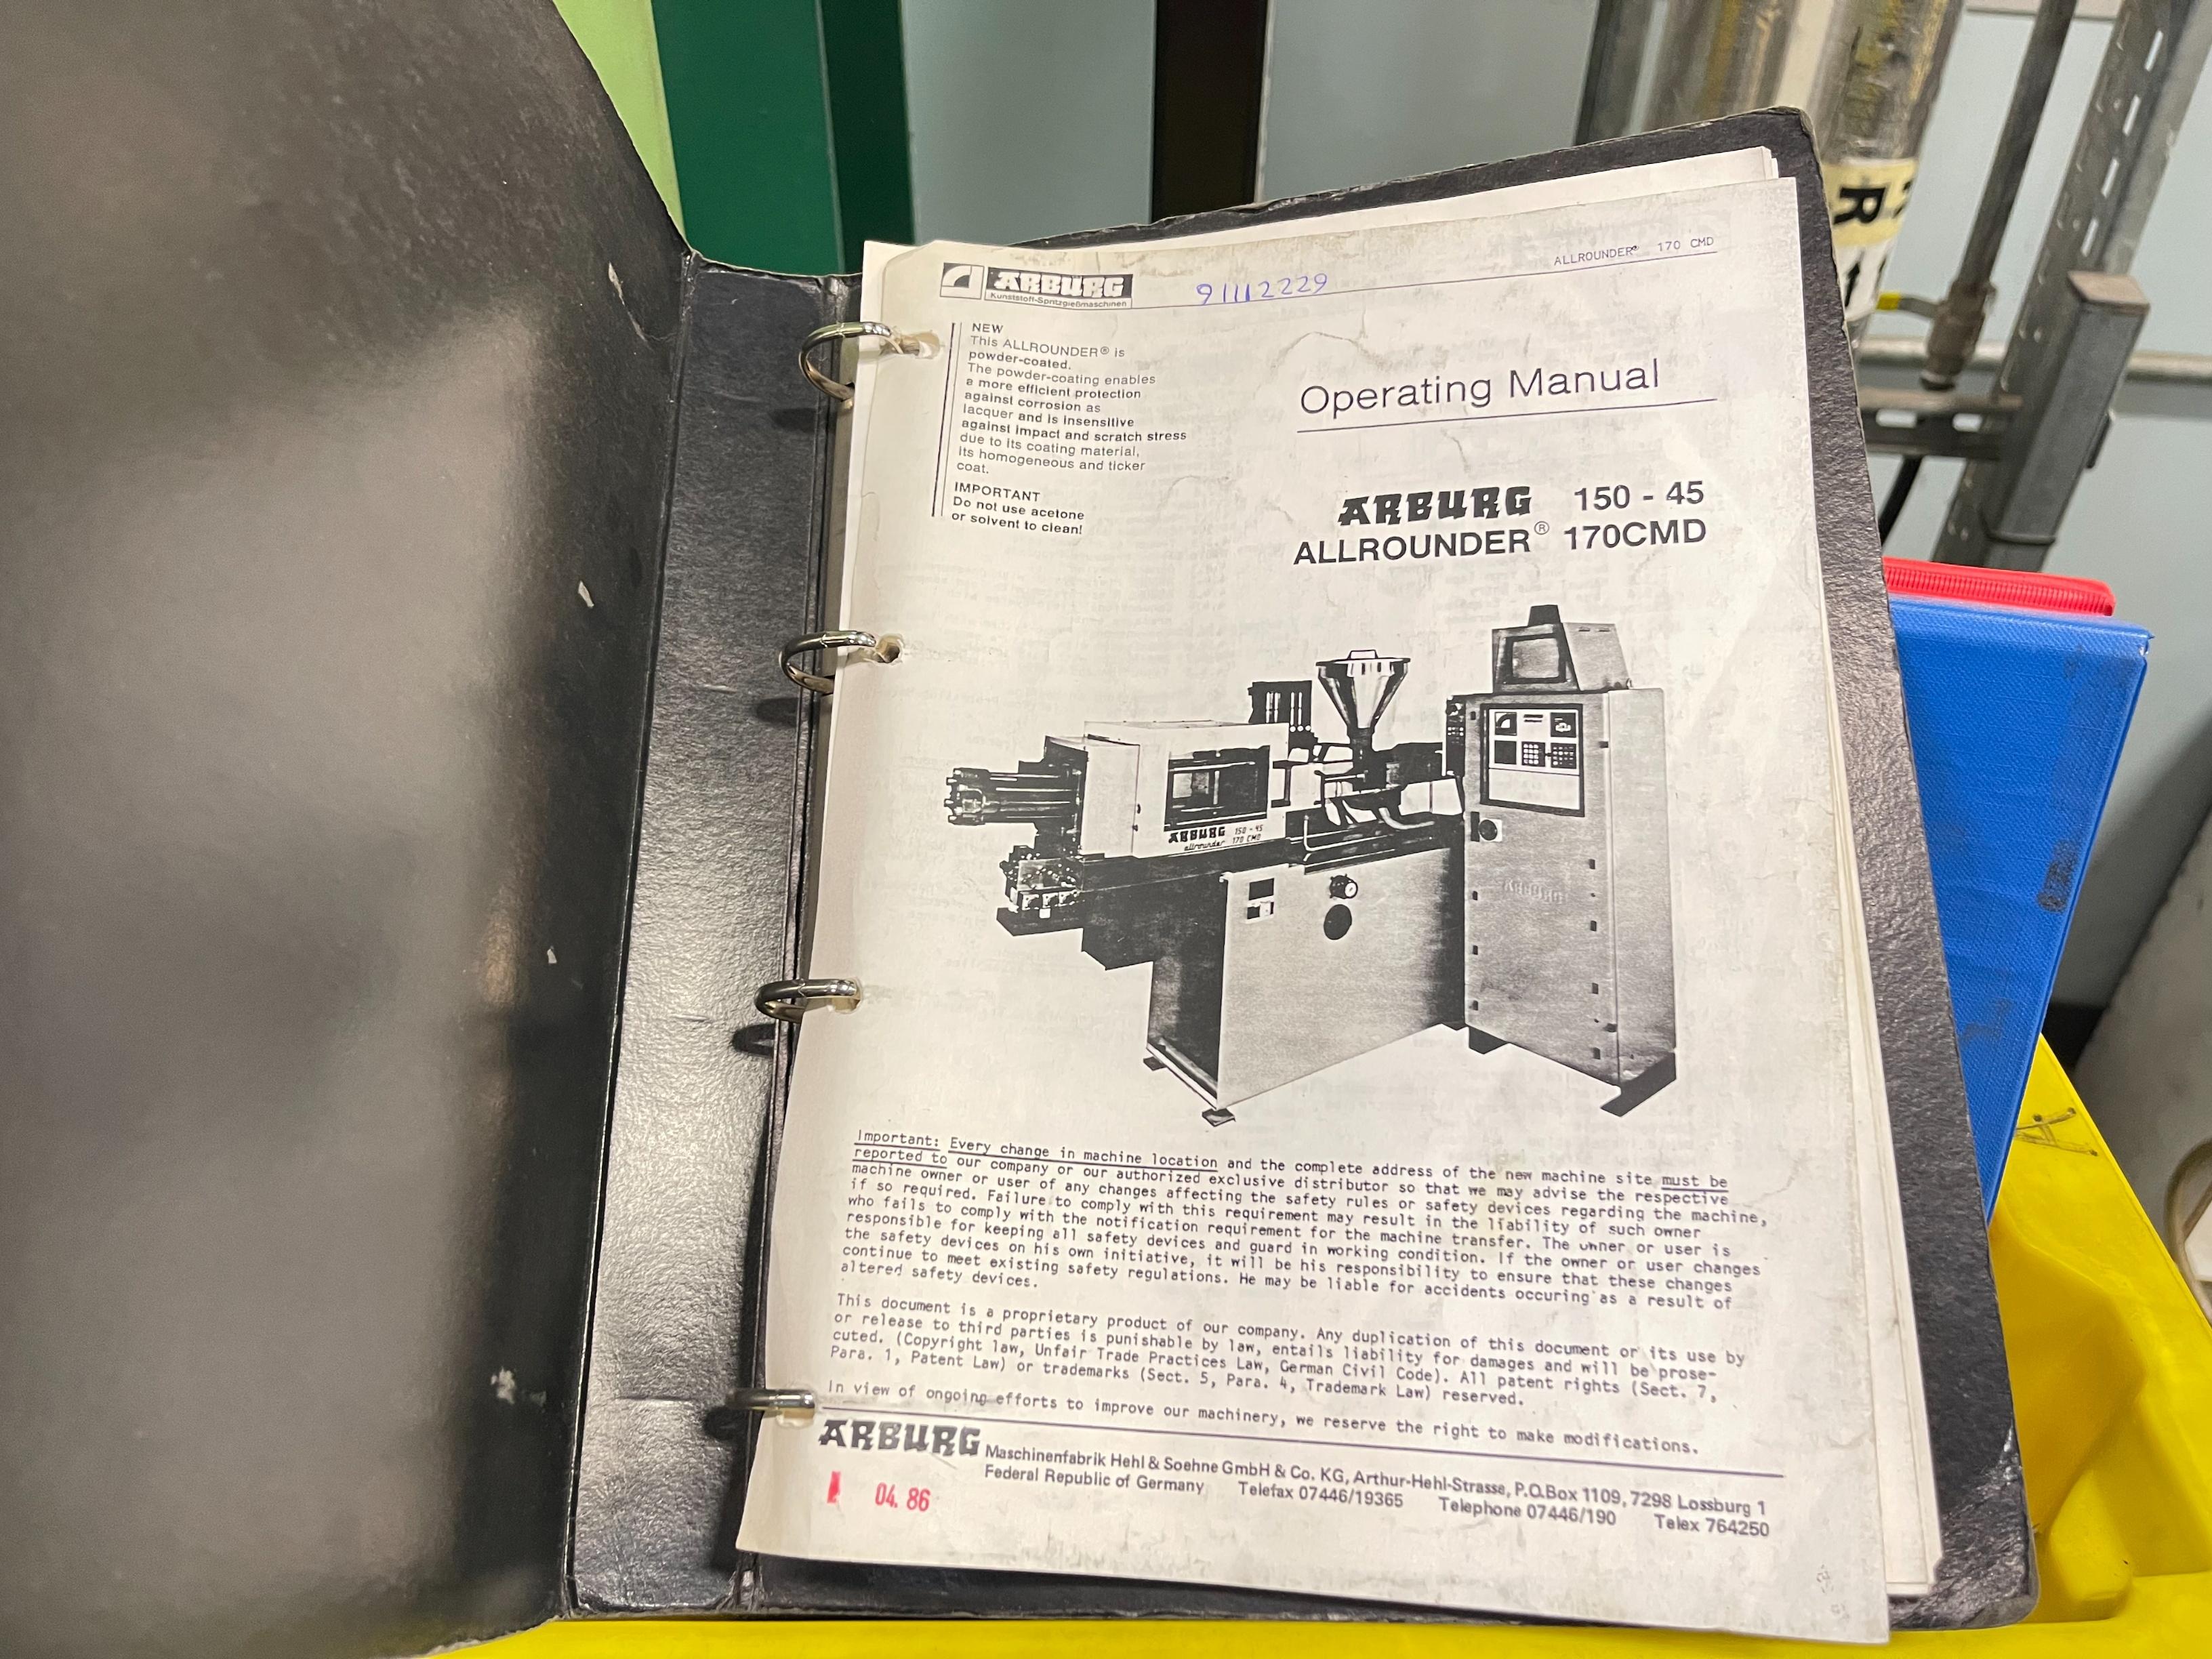 ARBURG
Kunststoff-Spritzgießmaschinen
91112229
ALLROUNDER® 170 CMD
NEW
This ALLROUNDER® is
powder-coated.
The powder-coating enables
a more efficient protection
against corrosion as
lacquer and is insensitive
against impact and scratch stress
due to its coating material,
its homogeneous and ticker
coat.
IMPORTANT
Do not use acetone
or solvent to clean!
Operating Manual
ARBURG 150 - 45
ALLROUNDER® 170CMD
ARBURG 150 - 45
allrounder 170 CMD
ARBURG
Important: Every change in machine location and the complete address of the new machine site must be
reported to our company or our authorized exclusive distributor so that we may advise the respective
machine owner or user of any changes affecting the safety rules or safety devices regarding the machine,
if so required. Failure to comply with this requirement may result in the liability of such owner
who fails to comply with the notification requirement for the machine transfer. The owner or user is
responsible for keeping all safety devices and guard in working condition. If the owner or user changes
the safety devices on his own initiative, it will be his responsibility to ensure that these changes
continue to meet existing safety regulations. He may be liable for accidents occuring as a result of
altered safety devices.
This document is a proprietary product of our company. Any duplication of this document or its use by
or release to third parties is punishable by law, entails liability for damages and will be prose-
cuted. (Copyright law, Unfair Trade Practices Law, German Civil Code). All patent rights (Sect. 7,
Para. 1, Patent Law) or trademarks (Sect. 5, Para. 4, Trademark Law) reserved.
In view of ongoing efforts to improve our machinery, we reserve the right to make modifications.
ARBURG Maschinenfabrik Hehl & Soehne GmbH & Co. KG, Arthur-Hehl-Strasse, P.O.Box 1109, 7298 Lossburg 1
Federal Republic of Germany Telefax 07446/19365 Telephone 07446/190 Telex 764250
04. 86
R